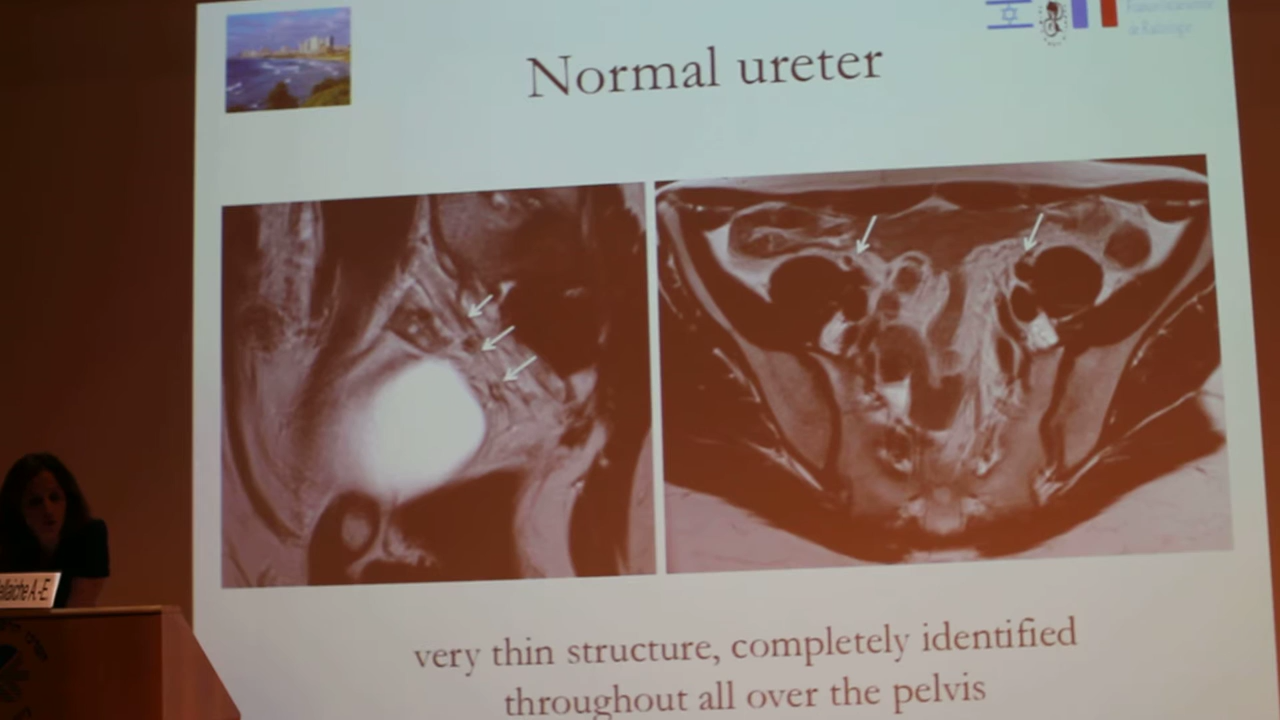 Normal ureter
very thin structure, completely identified
throughout all over the pelvis
A.-E.